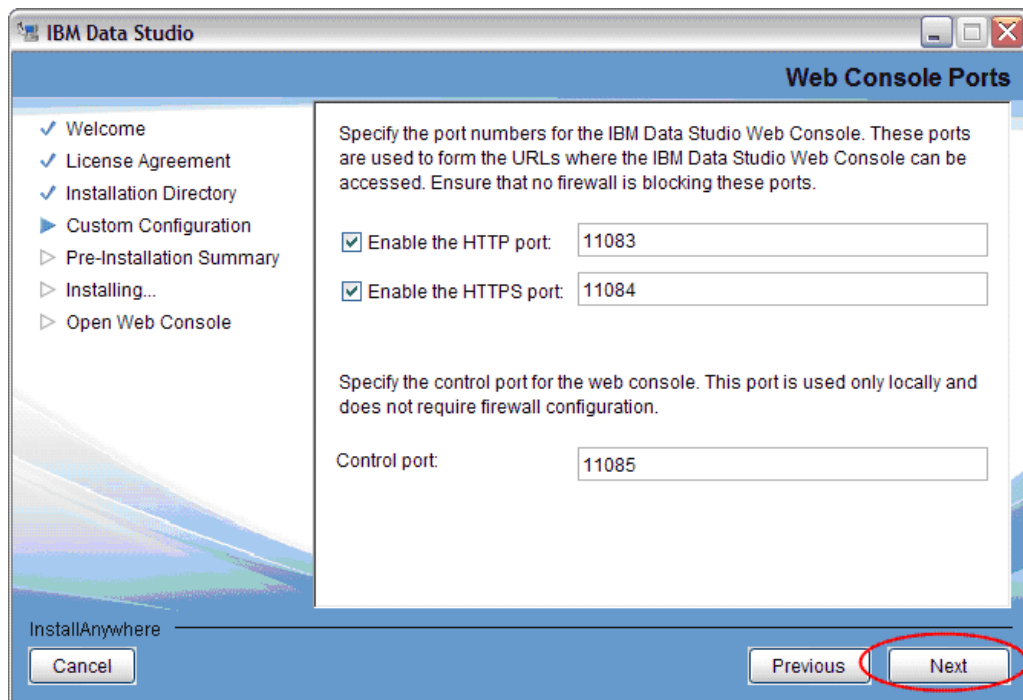 IBM Data Studio
Web Console Ports
Welcome
License Agreement
Installation Directory
Custom Configuration
Pre-Installation Summary
Installing...
Open Web Console
Specify the port numbers for the IBM Data Studio Web Console. These ports
are used to form the URLs where the IBM Data Studio Web Console can be
accessed. Ensure that no firewall is blocking these ports.
Enable the HTTP port: 11083
Enable the HTTPS port: 11084
Specify the control port for the web console. This port is used only locally and
does not require firewall configuration.
Control port: 11085
InstallAnywhere
Cancel Previous Next